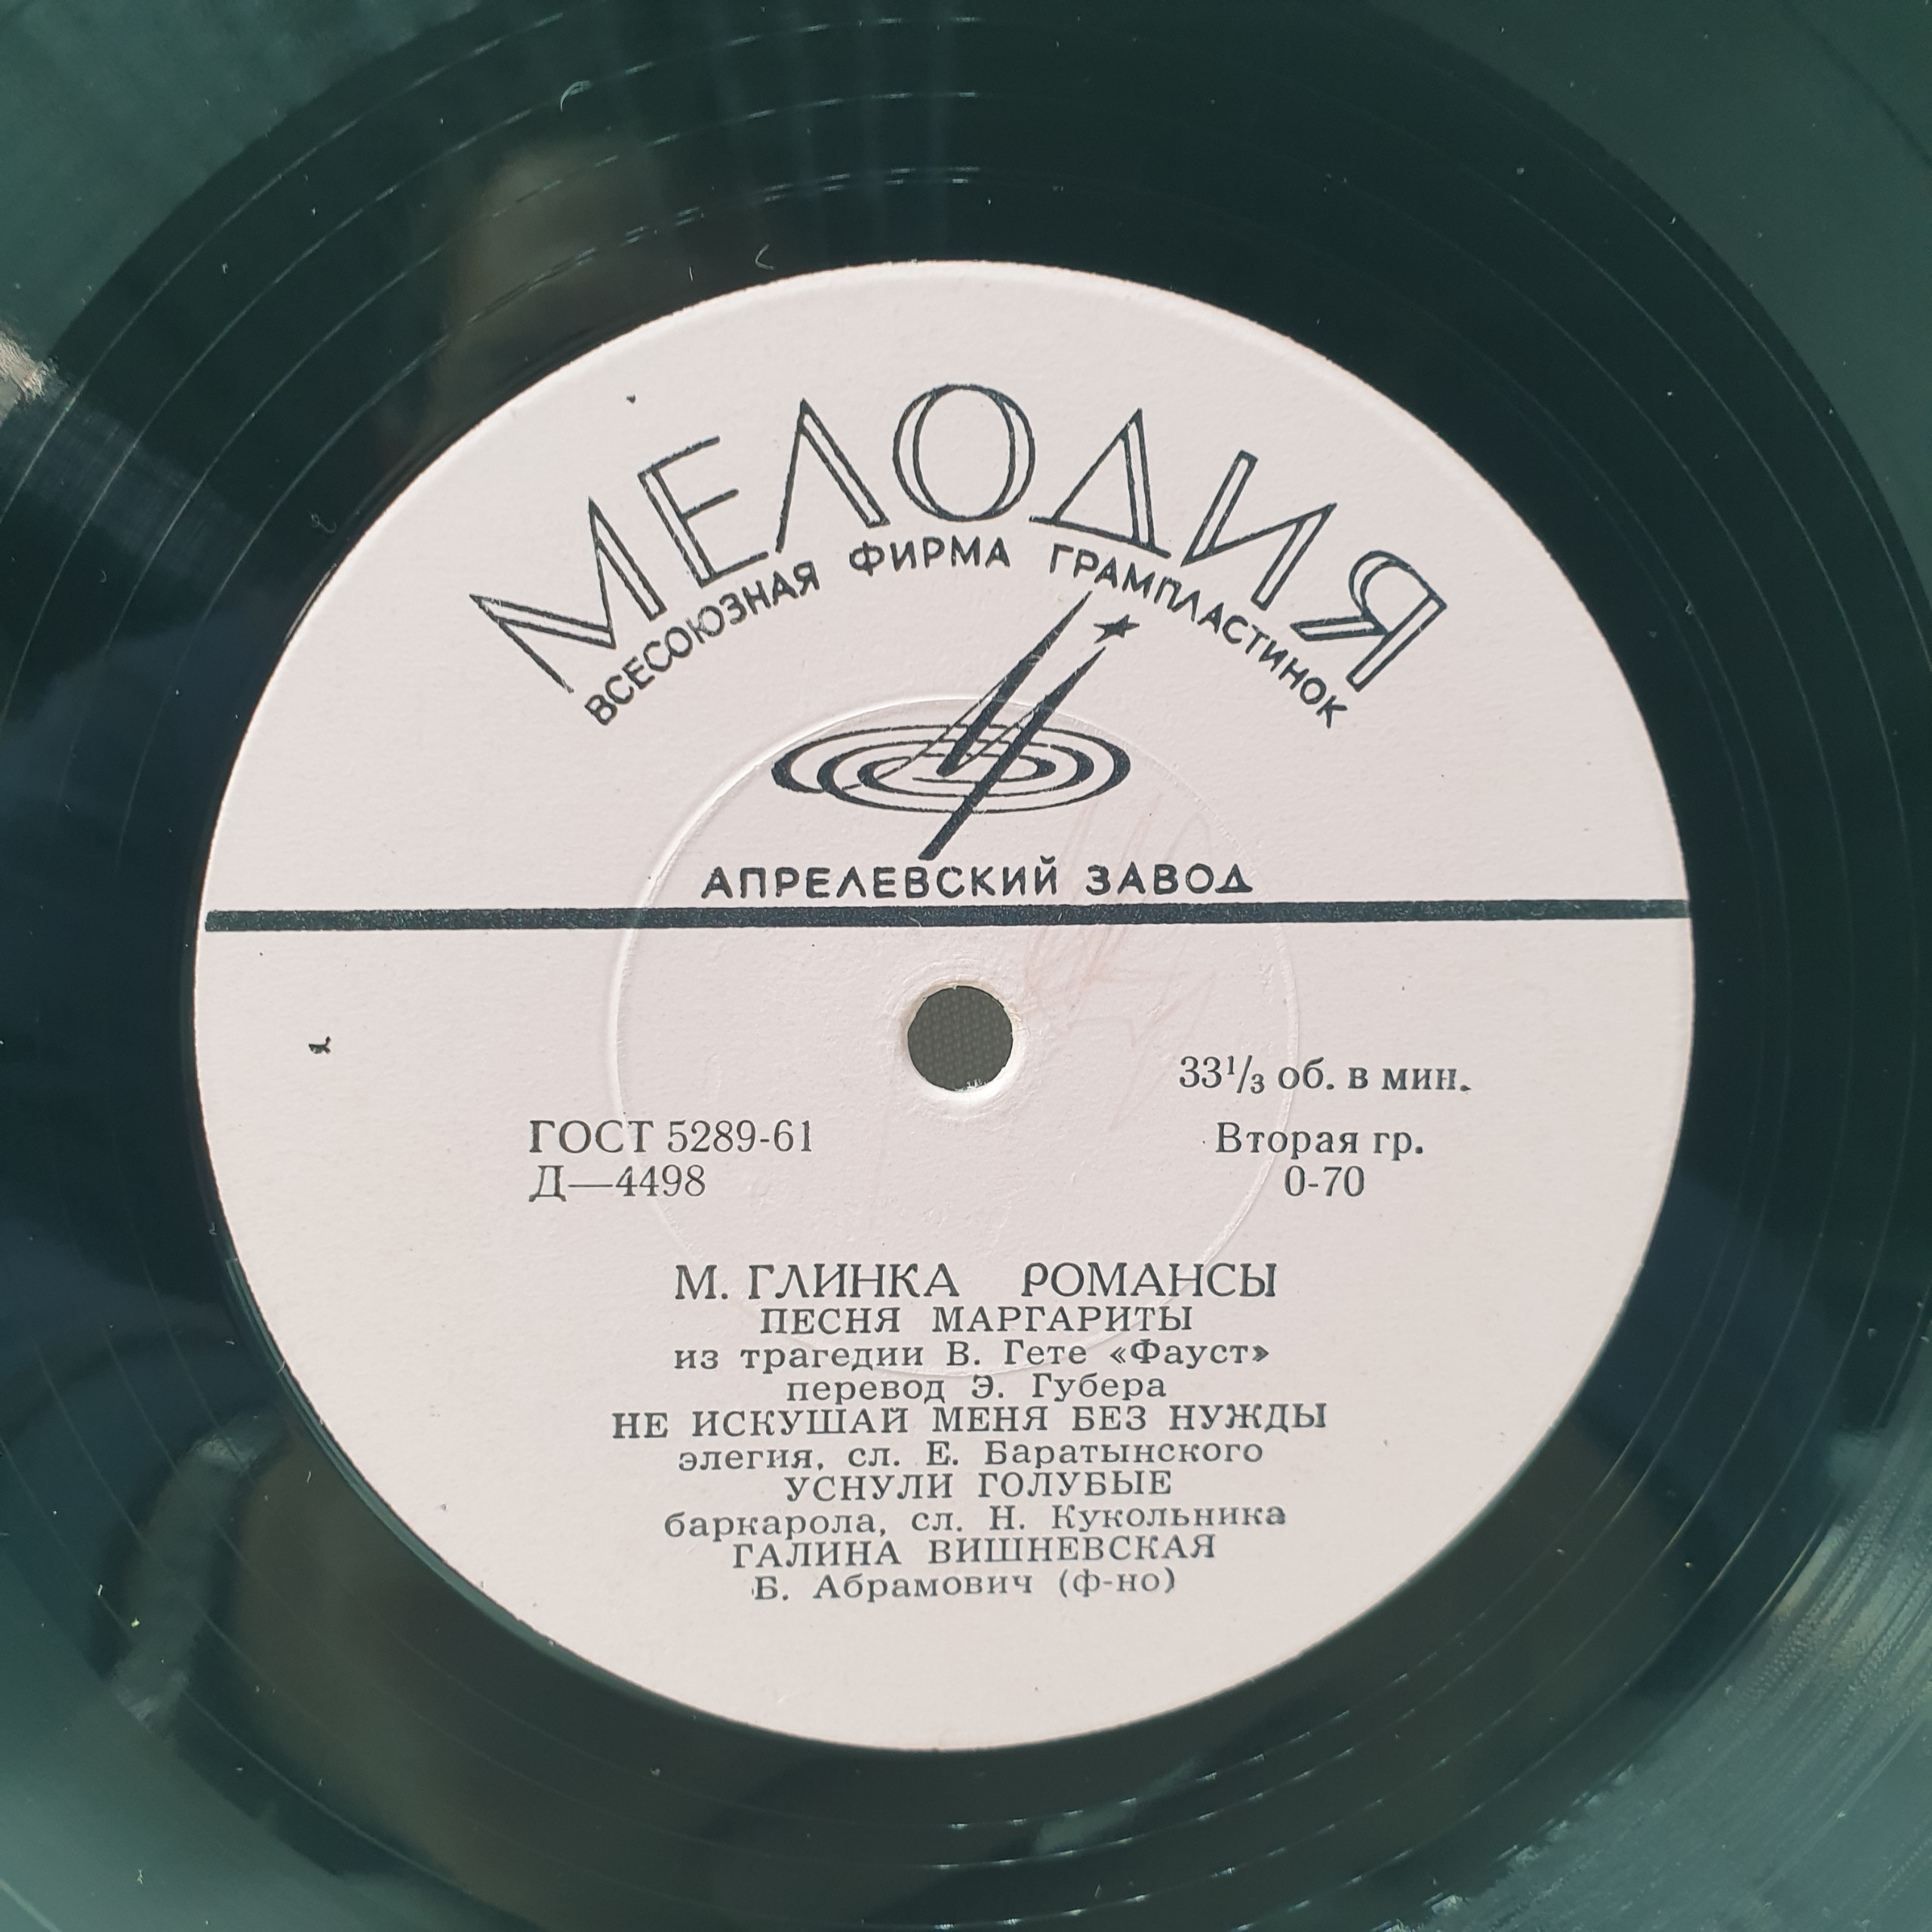 МЕЛОДИЯ
ВСЕСОЮЗНАЯ ФИРМА ГРАМПЛАСТИНОК
АПРЕЛЕВСКИЙ ЗАВОД
33⅓ об. в мин.
ГОСТ 5289-61
Вторая гр.
Д—4498
0-70
М. ГЛИНКА РОМАНСЫ
ПЕСНЯ МАРГАРИТЫ
из трагедии В. Гете «Фауст»
перевод Э. Губера
НЕ ИСКУШАЙ МЕНЯ БЕЗ НУЖДЫ
элегия, сл. Е. Баратынского
УСНУЛИ ГОЛУБЫЕ
баркарола, сл. Н. Кукольника
ГАЛИНА ВИШНЕВСКАЯ
Б. Абрамович (ф-но)